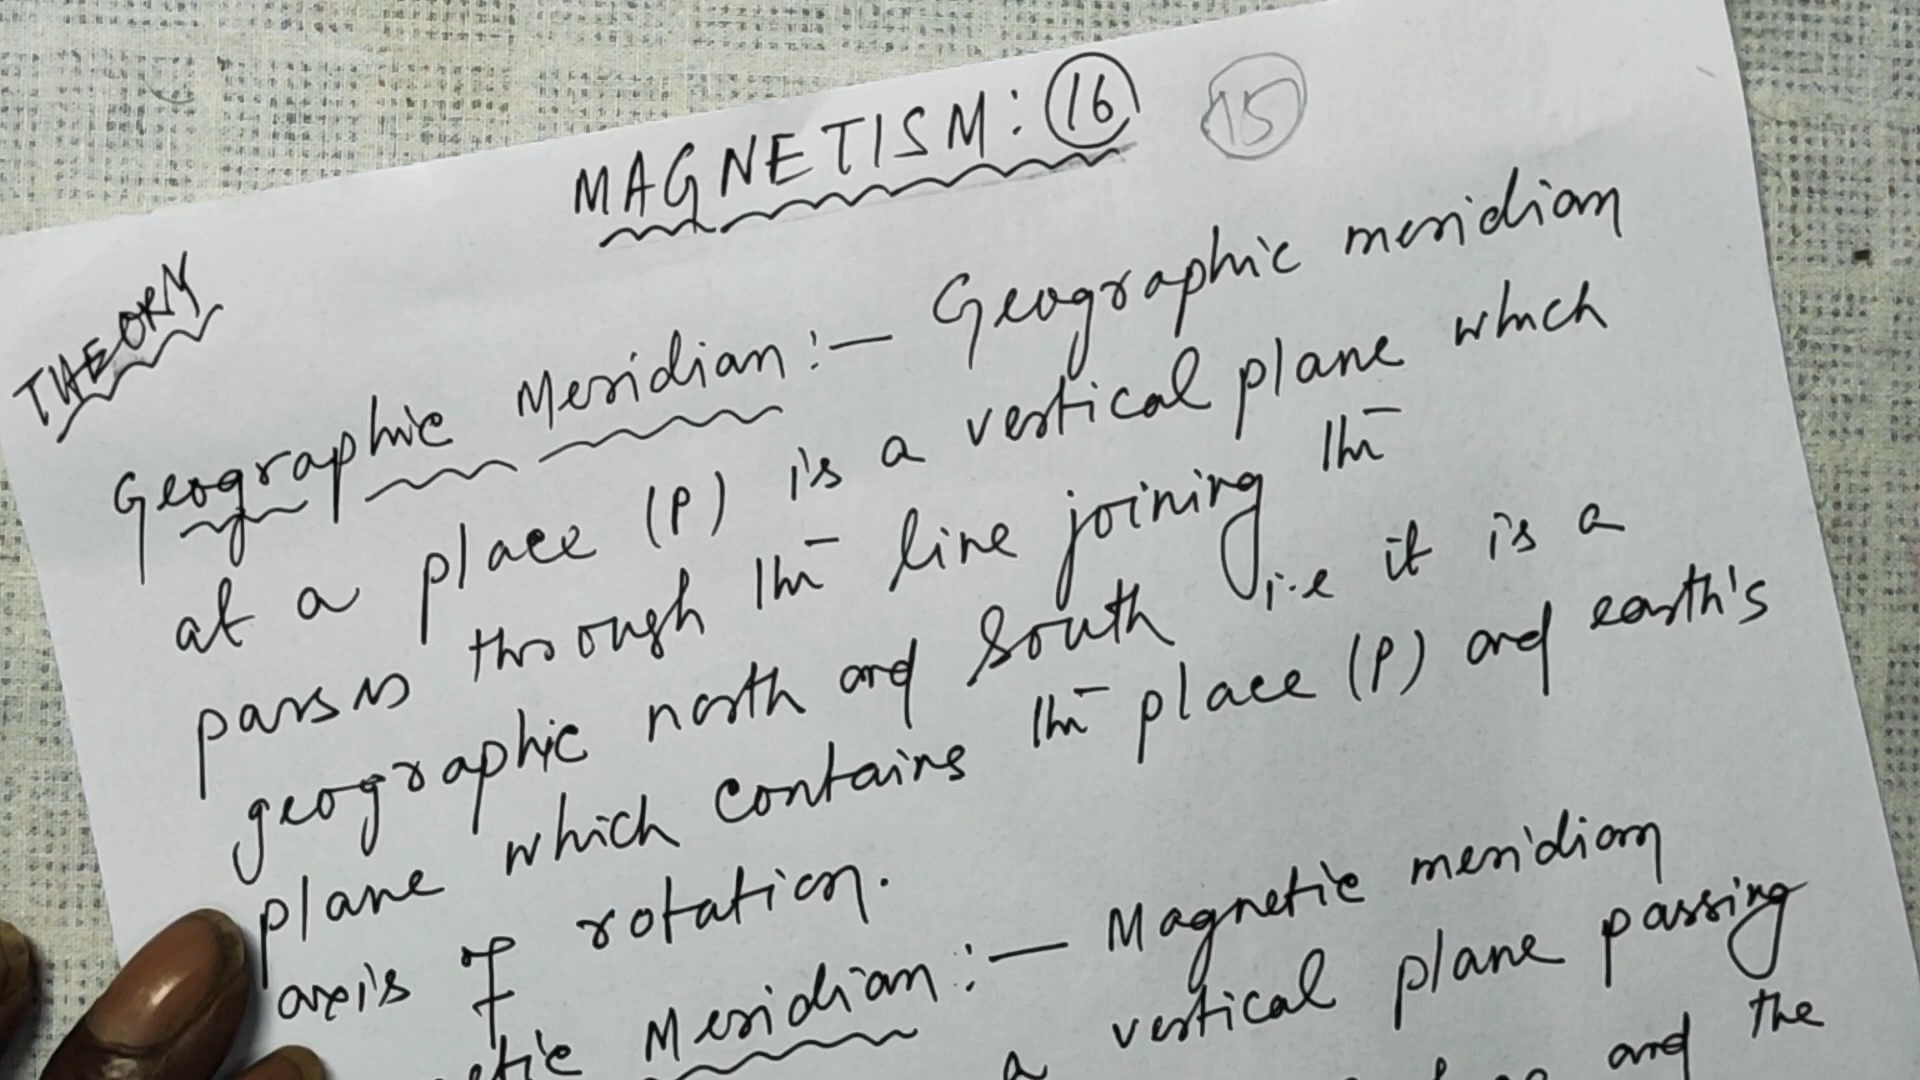 MAGNETISM: 16 15
THEORY
Geographic Meridian :- Geographic meridian
at a place (P) is a vertical plane which
passes through the line joining the
geographic north and South i.e it is a
plane which contains the place (P) and earth's
axis of rotation.
Meridian :- Magnetic meridian
a vertical plane passing
and the